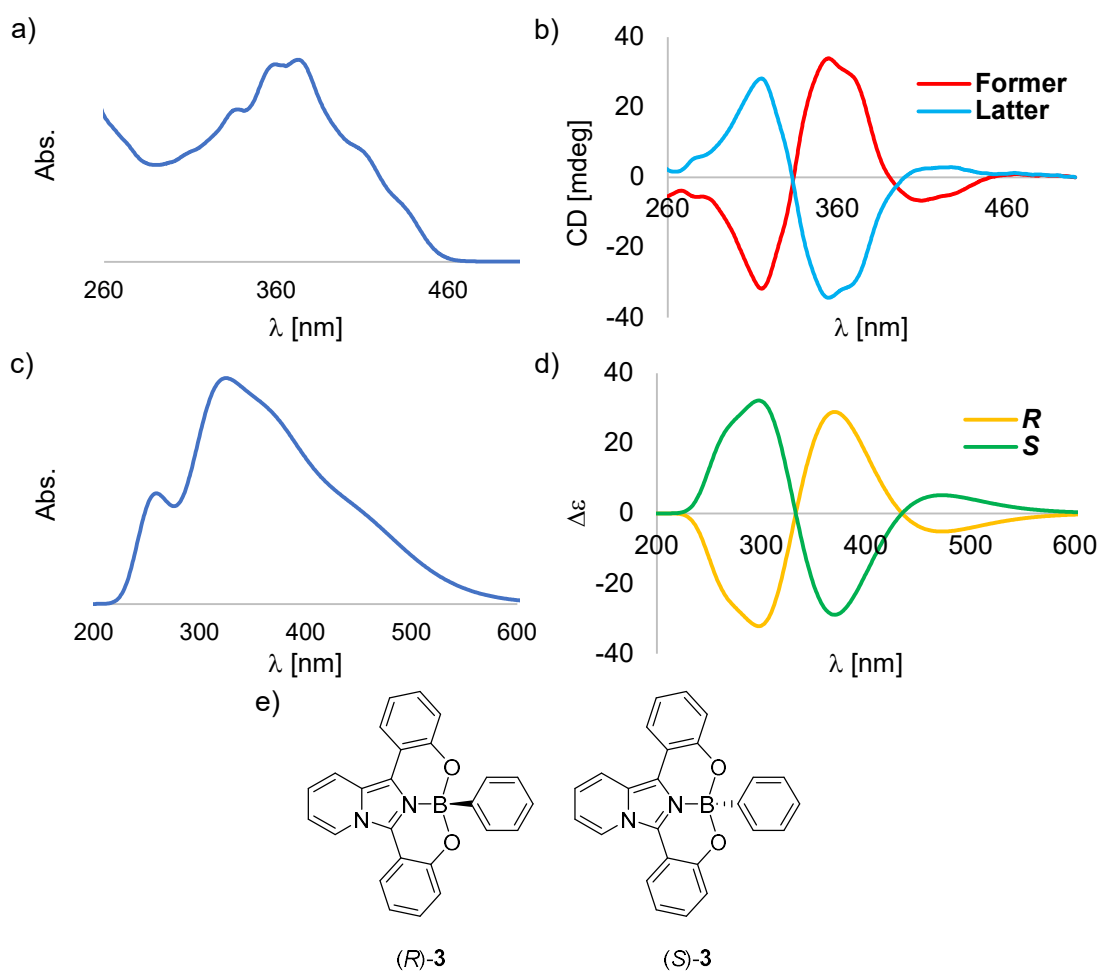 a)
Abs.
260
360
460
λ [nm]
b)
40
20
0
-20
-40
CD [mdeg]
260
360
460
λ [nm]
Former
Latter
c)
Abs.
200
300
400
500
600
λ [nm]
d)
40
20
0
-20
-40
Δε
200
300
400
500
600
λ [nm]
R
S
e)
O
N
B
N
O
(R)-3
O
N
B
N
O
(S)-3